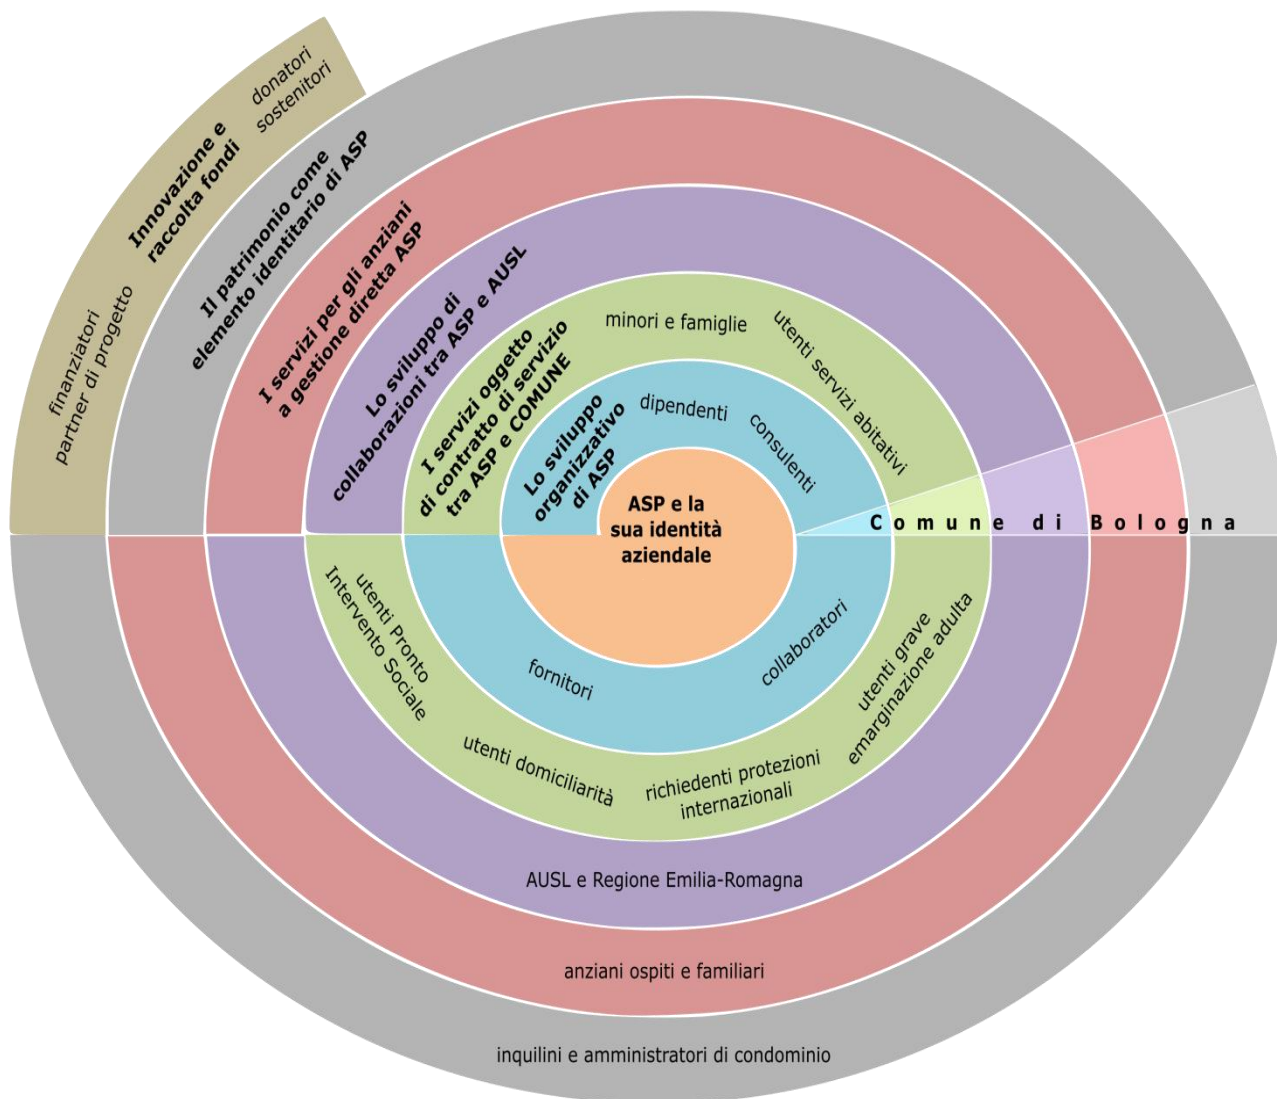 donatori
sostenitori
Innovazione e
raccolta fondi
finanziatori
partner di progetto
Il patrimonio come
elemento identitario di ASP
I servizi per gli anziani
a gestione diretta ASP
Lo sviluppo di
collaborazioni tra ASP e AUSL
I servizi oggetto
di contratto di servizio
tra ASP e COMUNE
minori e famiglie
utenti servizi abitativi
Lo sviluppo
organizzativo
di ASP
dipendenti
consulenti
ASP e la
sua identità
aziendale
Comune di Bologna
utenti Pronto
Intervento Sociale
fornitori
collaboratori
utenti grave
emarginazione adulta
utenti domiciliarità
richiedenti protezioni
internazionali
AUSL e Regione Emilia-Romagna
anziani ospiti e familiari
inquilini e amministratori di condominio